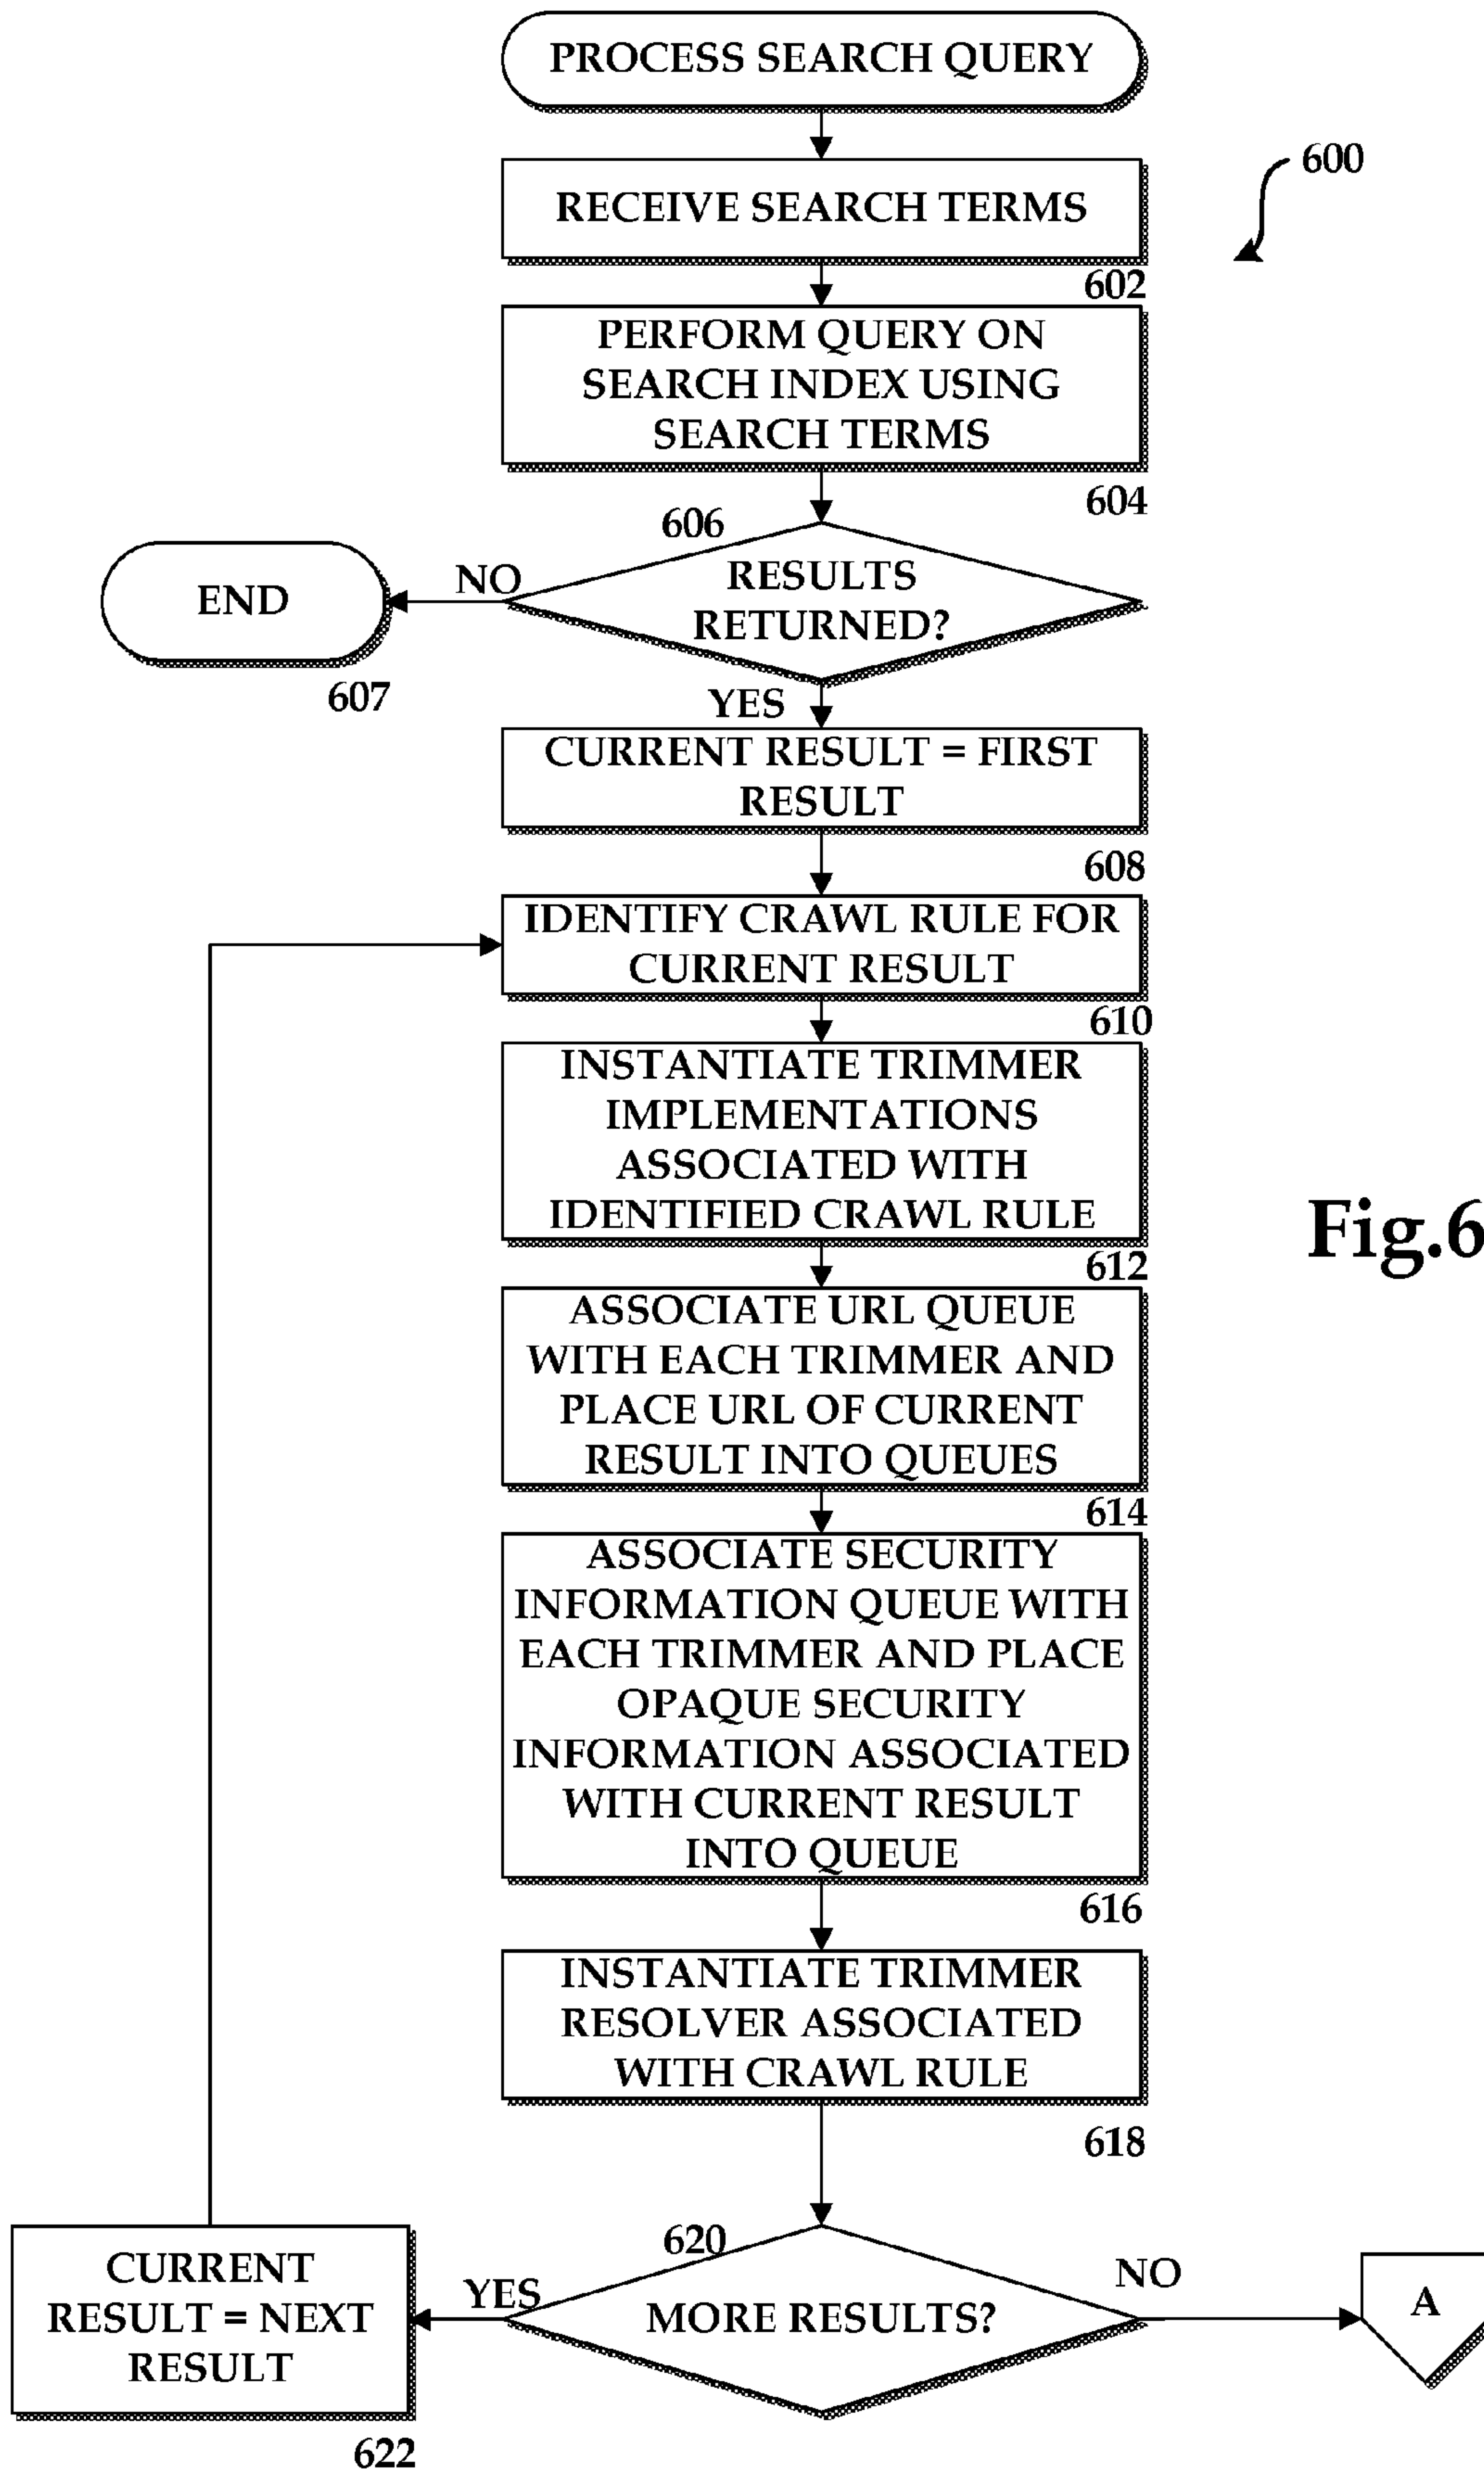 PROCESS SEARCH QUERY
600
RECEIVE SEARCH TERMS
602
PERFORM QUERY ON
SEARCH INDEX USING
SEARCH TERMS
604
606
RESULTS
RETURNED?
NO
END
607
YES
CURRENT RESULT = FIRST
RESULT
608
IDENTIFY CRAWL RULE FOR
CURRENT RESULT
610
INSTANTIATE TRIMMER
IMPLEMENTATIONS
ASSOCIATED WITH
IDENTIFIED CRAWL RULE
612
Fig.6
ASSOCIATE URL QUEUE
WITH EACH TRIMMER AND
PLACE URL OF CURRENT
RESULT INTO QUEUES
614
ASSOCIATE SECURITY
INFORMATION QUEUE WITH
EACH TRIMMER AND PLACE
OPAQUE SECURITY
INFORMATION ASSOCIATED
WITH CURRENT RESULT
INTO QUEUE
616
INSTANTIATE TRIMMER
RESOLVER ASSOCIATED
WITH CRAWL RULE
618
620
MORE RESULTS?
YES
NO
A
CURRENT
RESULT = NEXT
RESULT
622